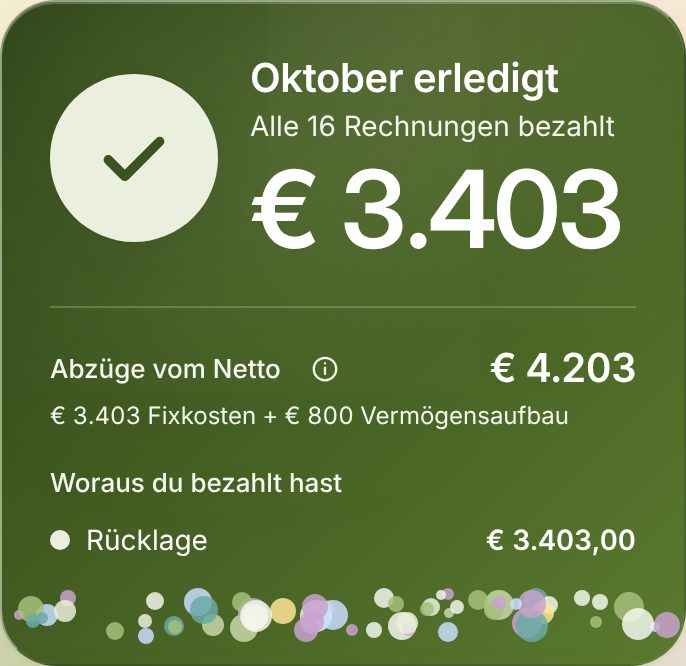 Oktober erledigt
Alle 16 Rechnungen bezahlt
€ 3.403
Abzüge vom Netto € 4.203
€ 3.403 Fixkosten + € 800 Vermögensaufbau
Woraus du bezahlt hast
Rücklage € 3.403,00